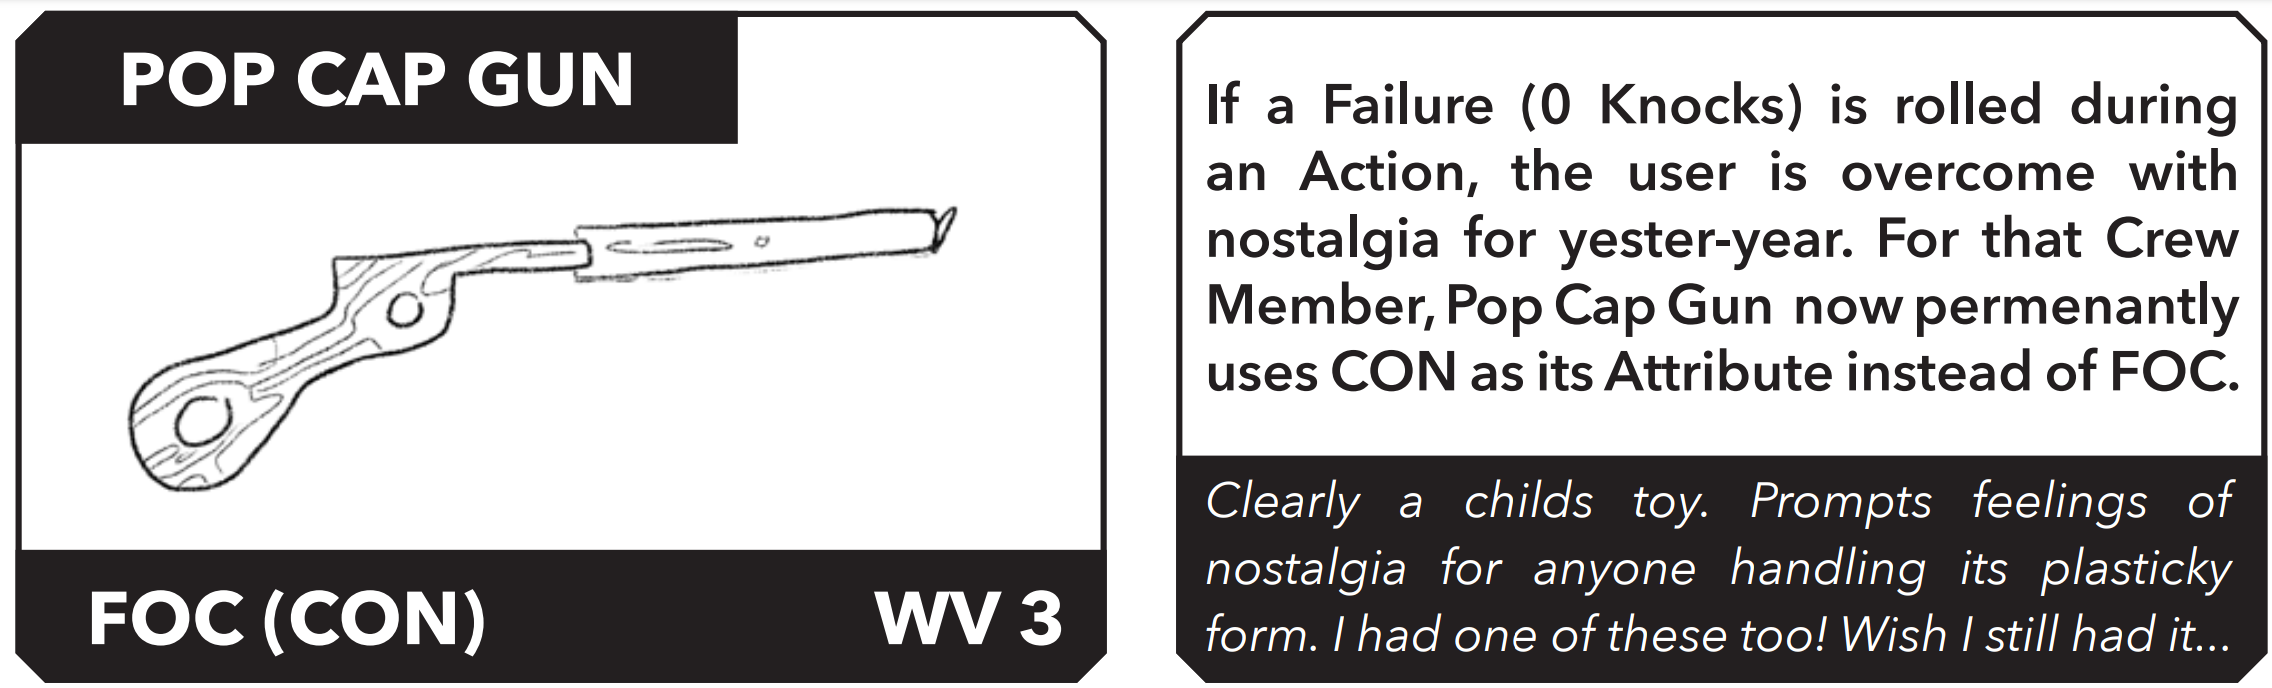 POP CAP GUN
FOC (CON)
WV 3
If a Failure (0 Knocks) is rolled during
an Action, the user is overcome with
nostalgia for yester-year. For that Crew
Member, Pop Cap Gun now permenantly
uses CON as its Attribute instead of FOC.
Clearly a childs toy. Prompts feelings of
nostalgia for anyone handling its plasticky
form. I had one of these too! Wish I still had it...